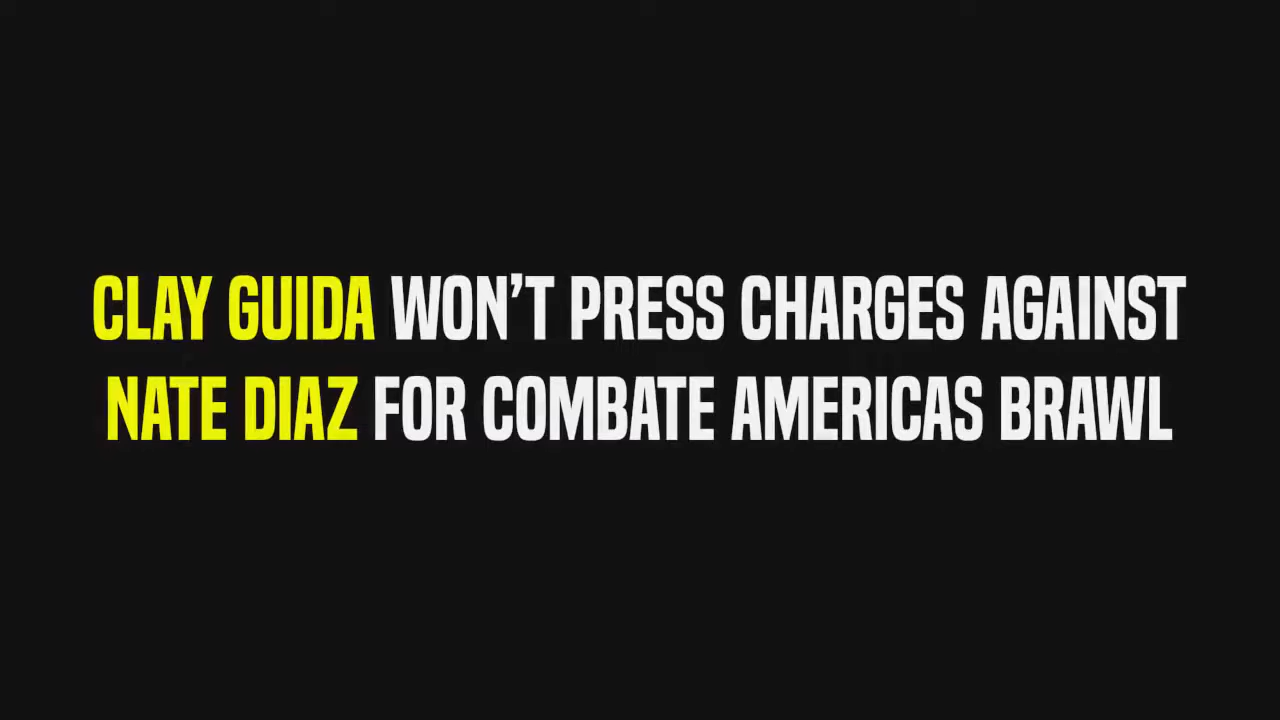 CLAY GUIDA WON'T PRESS CHARGES AGAINST
NATE DIAZ FOR COMBATE AMERICAS BRAWL